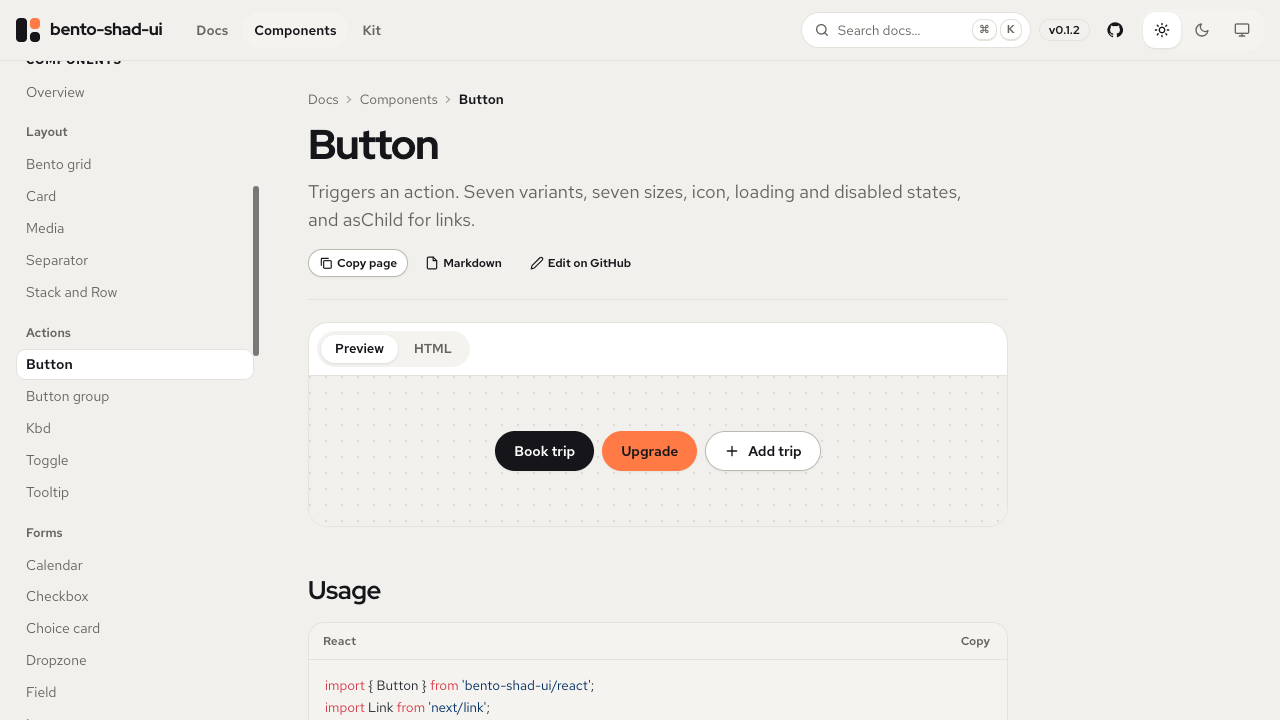 bento-shad-ui
Docs
Components
Kit
Search docs...
⌘
K
v0.1.2
COMPONENTS
Overview
Layout
Bento grid
Card
Media
Separator
Stack and Row
Actions
Button
Button group
Kbd
Toggle
Tooltip
Forms
Calendar
Checkbox
Choice card
Dropzone
Field
Docs
Components
Button
Button
Triggers an action. Seven variants, seven sizes, icon, loading and disabled states,
and asChild for links.
Copy page
Markdown
Edit on GitHub
Preview
HTML
Book trip
Upgrade
Add trip
Usage
React
Copy
import { Button } from 'bento-shad-ui/react';
import Link from 'next/link';